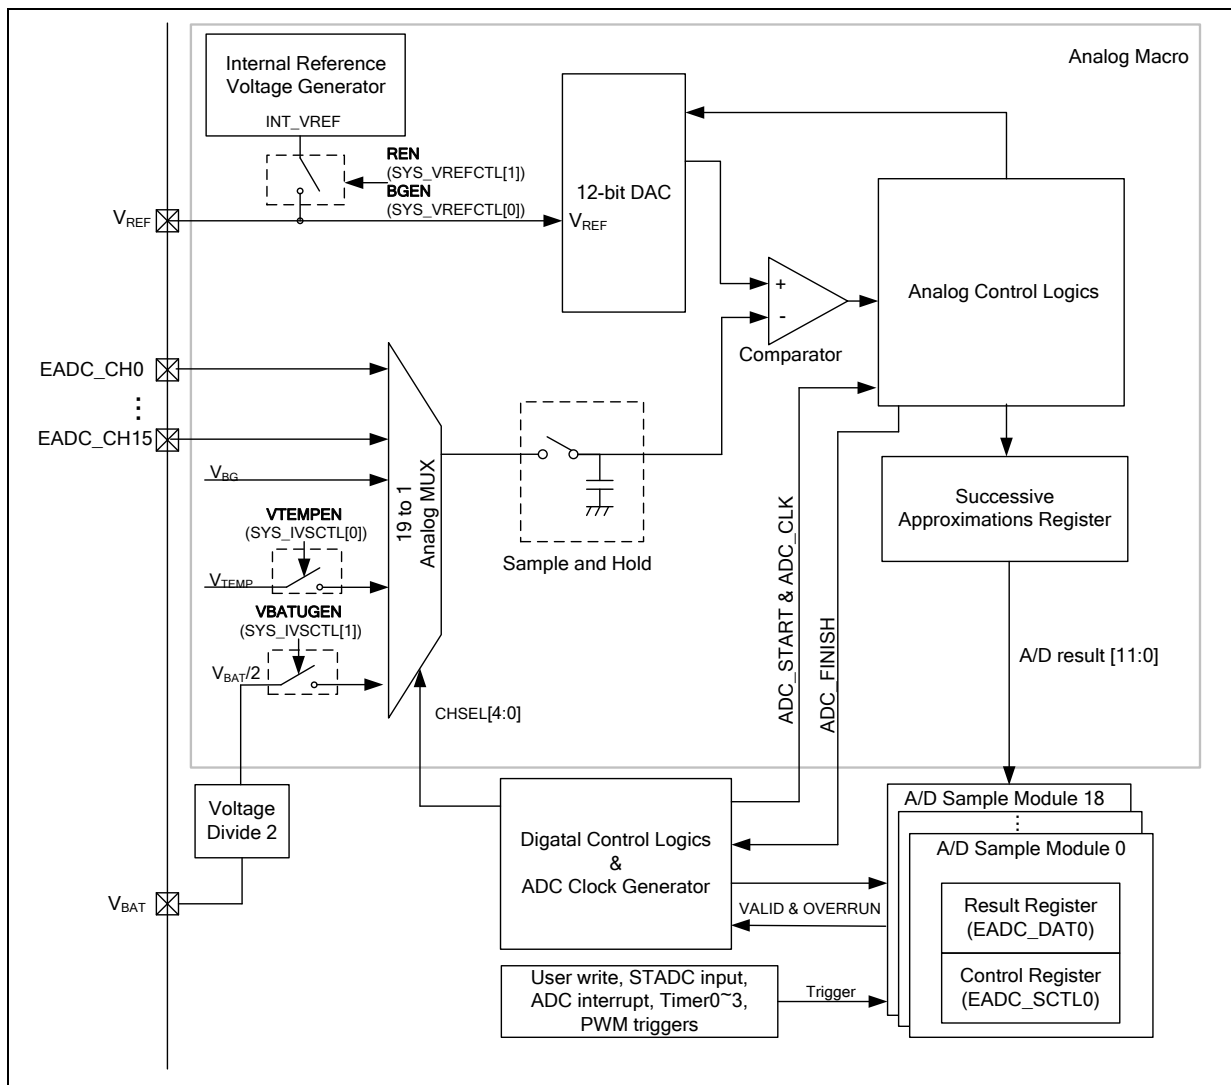 Analog Macro
Internal Reference
Voltage Generator
INT_VREF
REN
(SYS_VREFCTL[1])
BGEN
(SYS_VREFCTL[0])
12-bit DAC
VREF
VREF
+
-
Comparator
Analog Control Logics
EADC_CH0
⋮
EADC_CH15
VBG
VTEMPEN
(SYS_IVSCTL[0])
VTEMP
VBATUGEN
(SYS_IVSCTL[1])
VBAT/2
19 to 1
Analog MUX
Sample and Hold
CHSEL[4:0]
ADC_START & ADC_CLK
ADC_FINISH
Successive
Approximations Register
A/D result [11:0]
Voltage
Divide 2
VBAT
Digatal Control Logics
&
ADC Clock Generator
VALID & OVERRUN
A/D Sample Module 18
⋮
A/D Sample Module 0
Result Register
(EADC_DAT0)
Control Register
(EADC_SCTL0)
User write, STADC input,
ADC interrupt, Timer0~3,
PWM triggers
Trigger